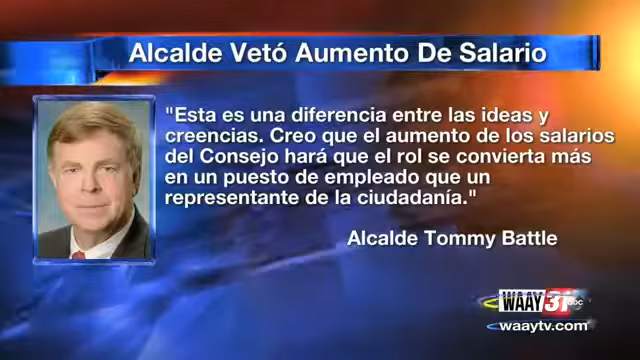 Alcalde Vetó Aumento De Salario
"Esta es una diferencia entre las ideas y
creencias. Creo que el aumento de los salarios
del Consejo hará que el rol se convierta más
en un puesto de empleado que un
representante de la ciudadanía."
Alcalde Tommy Battle
WAAY 31 abc
waaytv.com